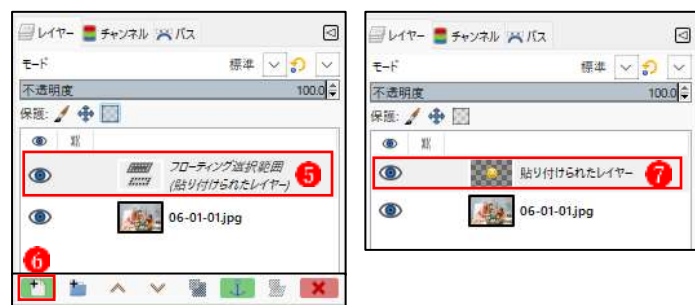 レイヤー チャンネル パス
モード 標準
不透明度 100.0
保護:
フローティング選択範囲
(貼り付けられたレイヤー)
5
06-01-01.jpg
6
レイヤー チャンネル パス
モード 標準
不透明度 100.0
保護:
貼り付けられたレイヤー 7
06-01-01.jpg